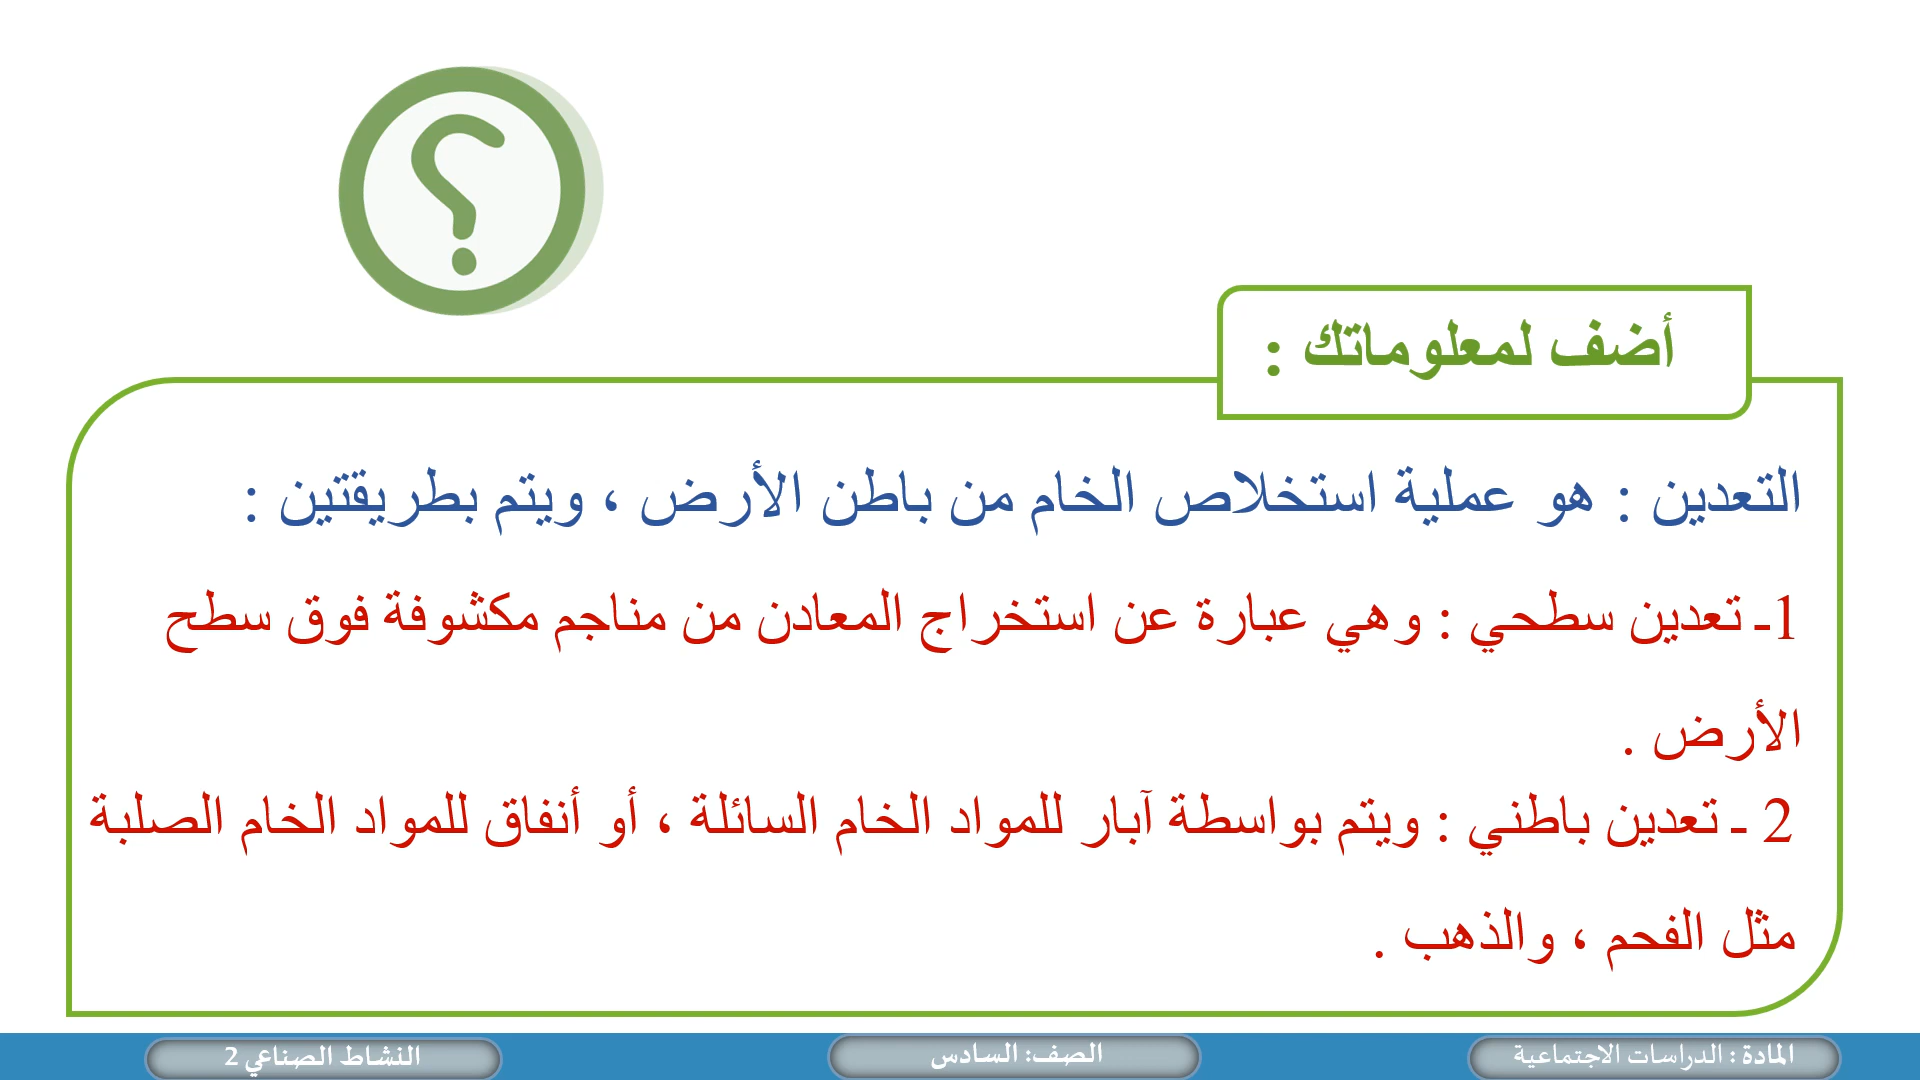 ؟
أضف لمعلوماتك :
التعدين : هو عملية استخلاص الخام من باطن الأرض ، ويتم بطريقتين :
1ـ تعدين سطحي : وهي عبارة عن استخراج المعادن من مناجم مكشوفة فوق سطح
الأرض .
2 ـ تعدين باطني : ويتم بواسطة آبار للمواد الخام السائلة ، أو أنفاق للمواد الخام الصلبة
مثل الفحم ، والذهب .
المادة : الدراسات الاجتماعية
الصف: السادس
النشاط الصناعي 2